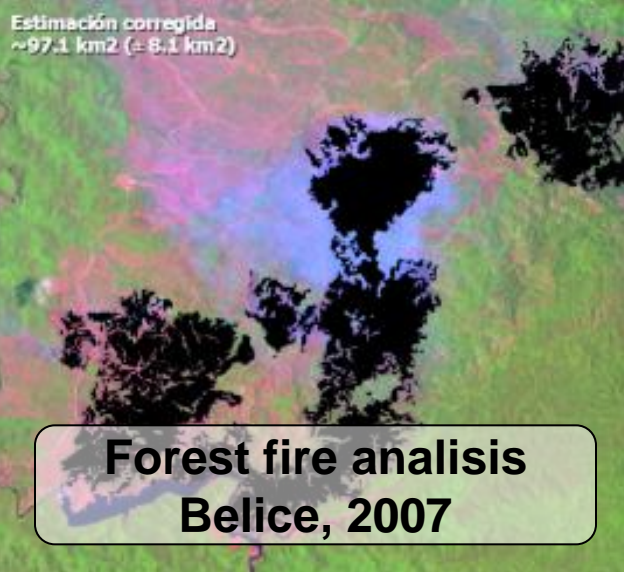 Estimación corregida
~97.1 km2 (± 8.1 km2)
Forest fire analisis
Belice, 2007